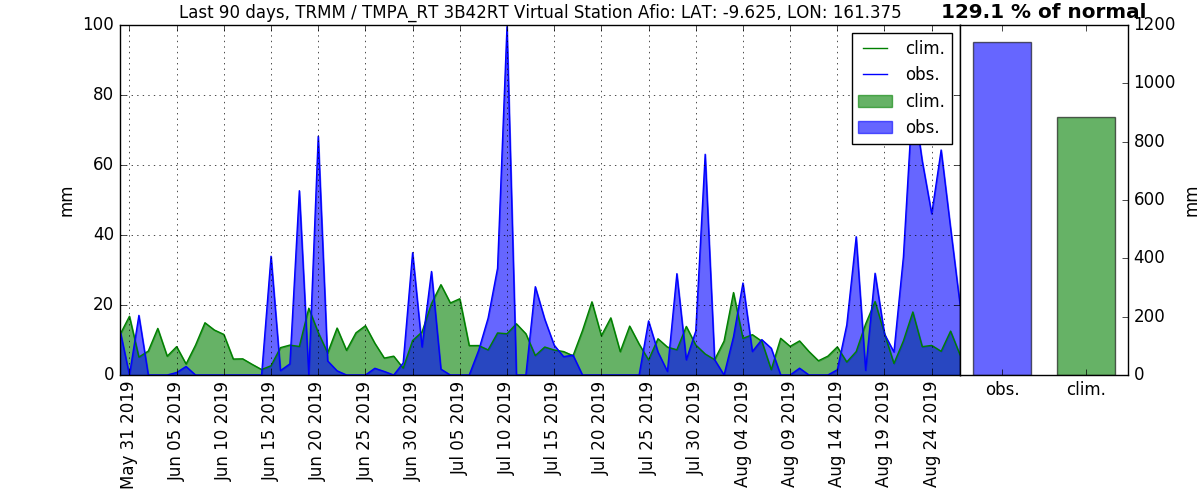 Last 90 days, TRMM / TMPA_RT 3B42RT Virtual Station Afio: LAT: -9.625, LON: 161.375
129.1 % of normal
100
80
60
40
20
0
mm
clim.
obs.
clim.
obs.
1200
1000
800
600
400
200
0
mm
May 31 2019
Jun 05 2019
Jun 10 2019
Jun 15 2019
Jun 20 2019
Jun 25 2019
Jun 30 2019
Jul 05 2019
Jul 10 2019
Jul 15 2019
Jul 20 2019
Jul 25 2019
Jul 30 2019
Aug 04 2019
Aug 09 2019
Aug 14 2019
Aug 19 2019
Aug 24 2019
obs.
clim.